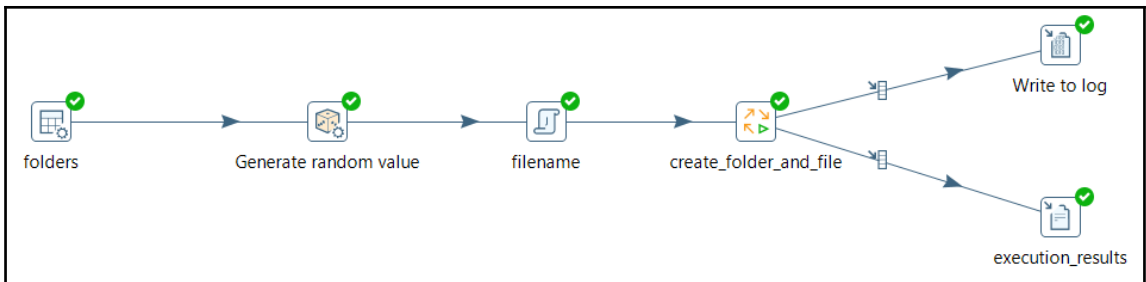 Write to log
folders
Generate random value
filename
create_folder_and_file
execution_results